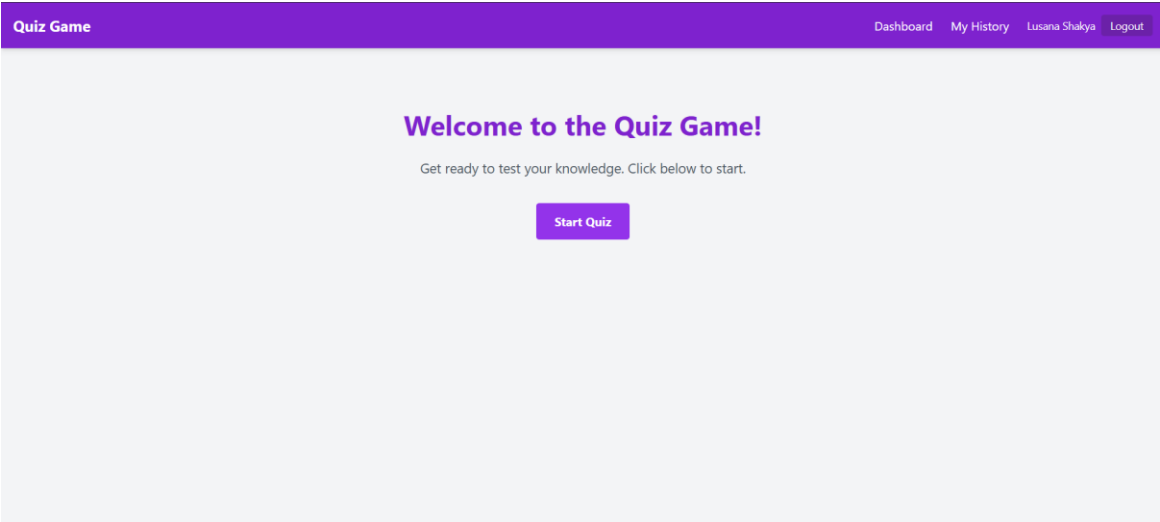 Quiz Game Dashboard My History Lusana Shakya Logout
Welcome to the Quiz Game!
Get ready to test your knowledge. Click below to start.
Start Quiz